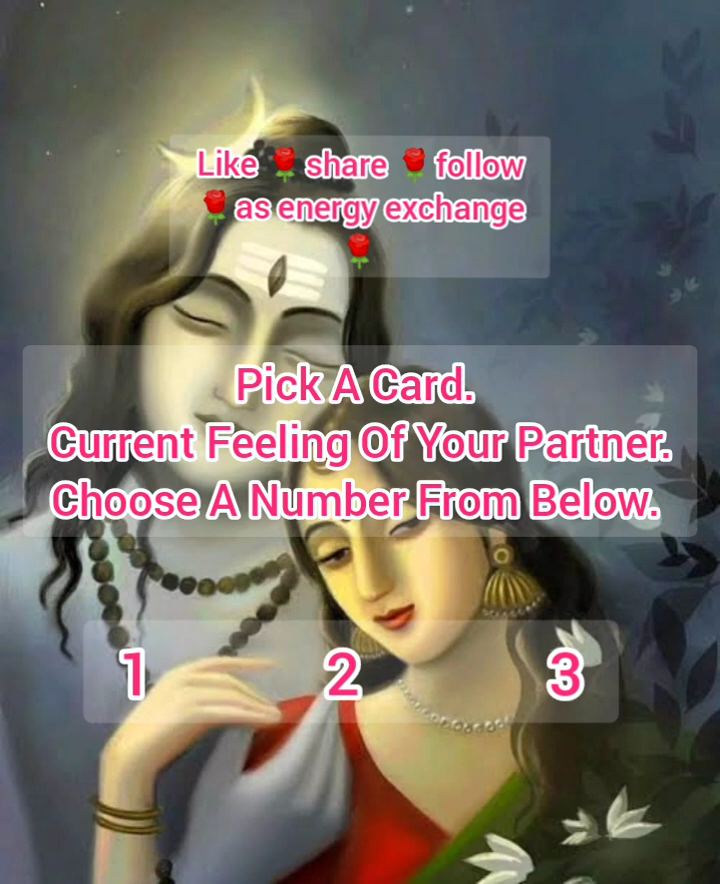 Like 🌹 share 🌹 follow
🌹 as energy exchange
🌹
Pick A Card.
Current Feeling Of Your Partner.
Choose A Number From Below.
1 2 3